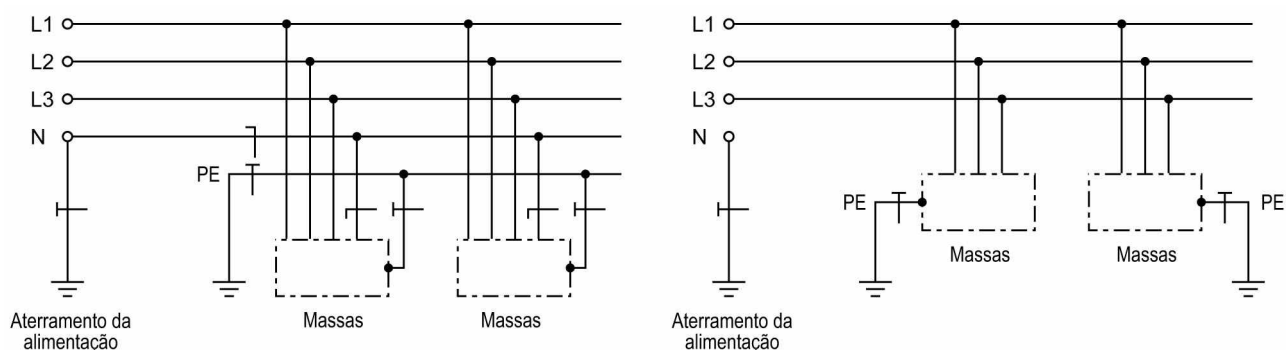 L1
L2
L3
N
PE
Massas
Massas
Aterramento da
alimentação
L1
L2
L3
N
PE
PE
Massas
Massas
Aterramento da
alimentação